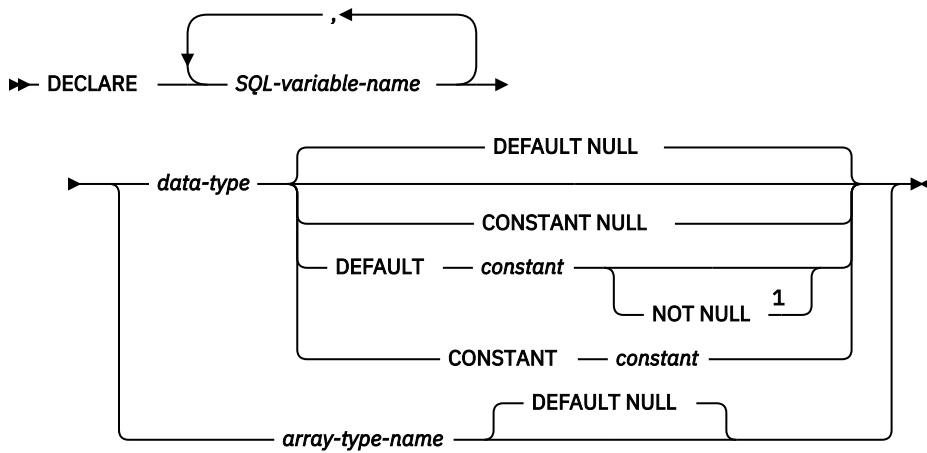 ,
DECLARE SQL-variable-name
DEFAULT NULL
data-type
CONSTANT NULL
DEFAULT constant
NOT NULL 1
CONSTANT constant
DEFAULT NULL
array-type-name